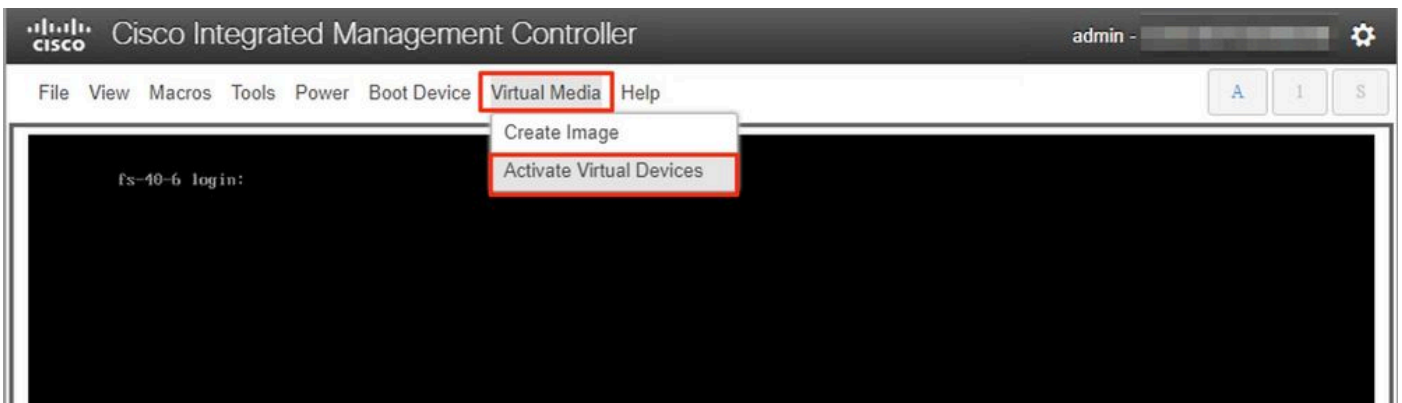 CISCO Cisco Integrated Management Controller admin -
File View Macros Tools Power Boot Device Virtual Media Help A 1 S
Create Image
Activate Virtual Devices
fs-40-6 login: